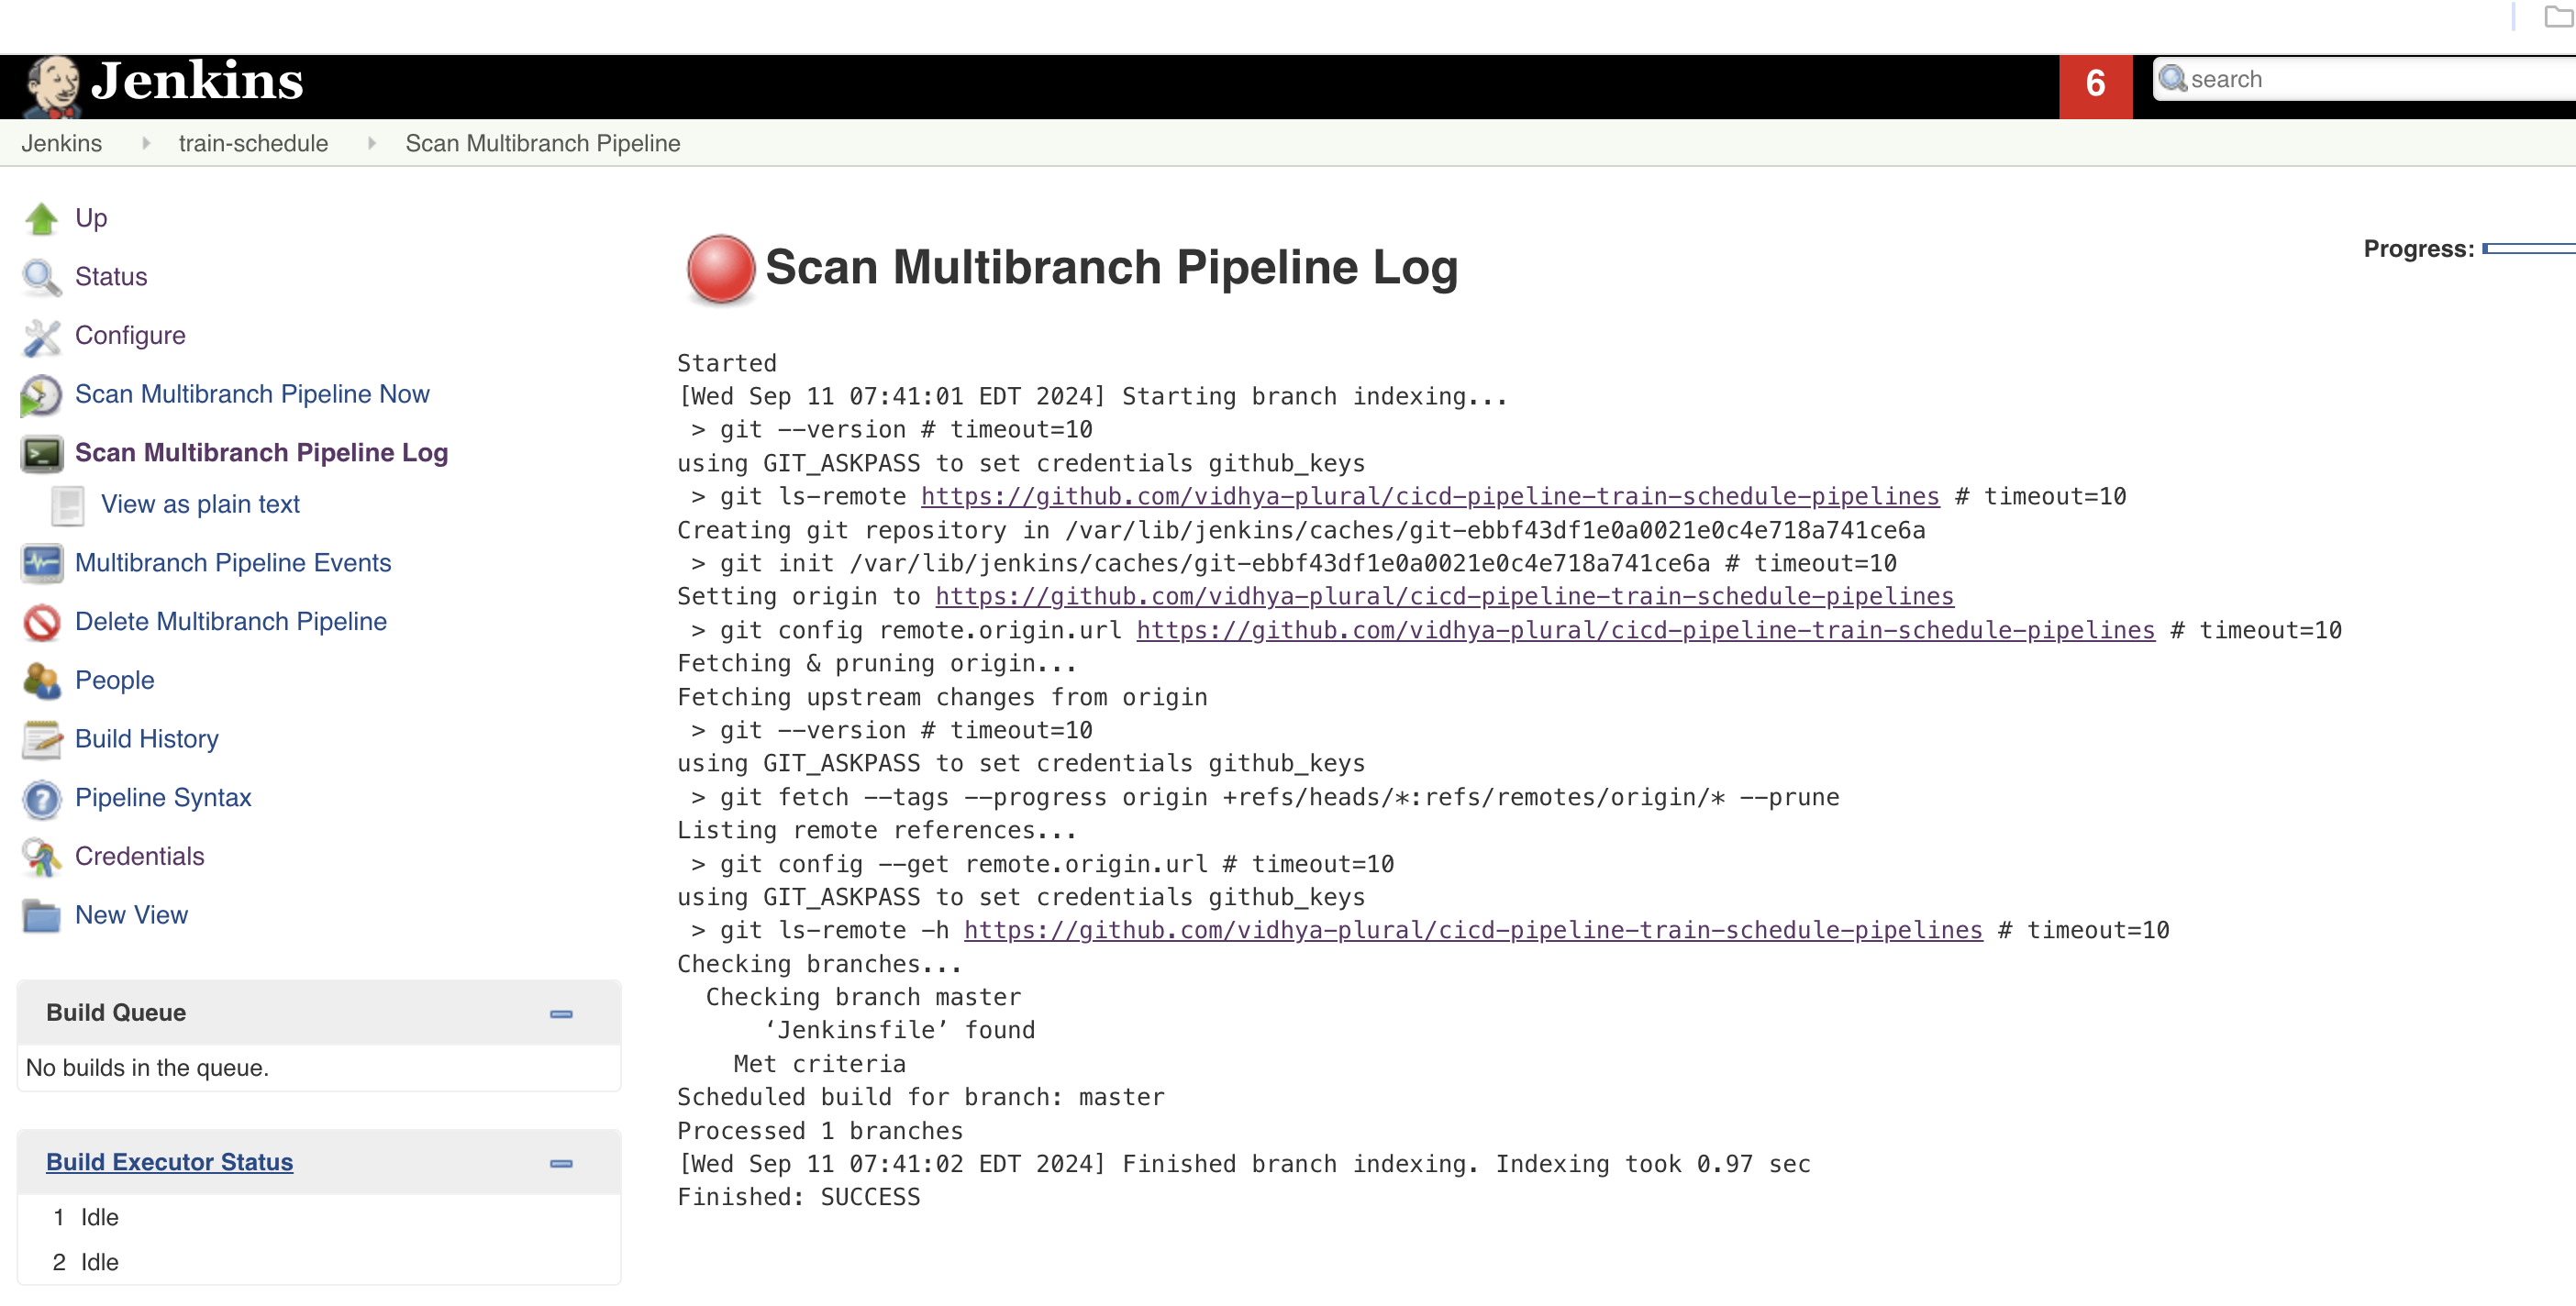 Jenkins
6
search
Jenkins train-schedule Scan Multibranch Pipeline
Up
Status
Configure
Scan Multibranch Pipeline Now
Scan Multibranch Pipeline Log
View as plain text
Multibranch Pipeline Events
Delete Multibranch Pipeline
People
Build History
Pipeline Syntax
Credentials
New View
Build Queue
No builds in the queue.
Build Executor Status
1 Idle
2 Idle
Scan Multibranch Pipeline Log
Progress:
Started
[Wed Sep 11 07:41:01 EDT 2024] Starting branch indexing...
> git --version # timeout=10
using GIT_ASKPASS to set credentials github_keys
> git ls-remote https://github.com/vidhya-plural/cicd-pipeline-train-schedule-pipelines # timeout=10
Creating git repository in /var/lib/jenkins/caches/git-ebbf43df1e0a0021e0c4e718a741ce6a
> git init /var/lib/jenkins/caches/git-ebbf43df1e0a0021e0c4e718a741ce6a # timeout=10
Setting origin to https://github.com/vidhya-plural/cicd-pipeline-train-schedule-pipelines
> git config remote.origin.url https://github.com/vidhya-plural/cicd-pipeline-train-schedule-pipelines # timeout=10
Fetching & pruning origin...
Fetching upstream changes from origin
> git --version # timeout=10
using GIT_ASKPASS to set credentials github_keys
> git fetch --tags --progress origin +refs/heads/*:refs/remotes/origin/* --prune
Listing remote references...
> git config --get remote.origin.url # timeout=10
using GIT_ASKPASS to set credentials github_keys
> git ls-remote -h https://github.com/vidhya-plural/cicd-pipeline-train-schedule-pipelines # timeout=10
Checking branches...
Checking branch master
‘Jenkinsfile’ found
Met criteria
Scheduled build for branch: master
Processed 1 branches
[Wed Sep 11 07:41:02 EDT 2024] Finished branch indexing. Indexing took 0.97 sec
Finished: SUCCESS